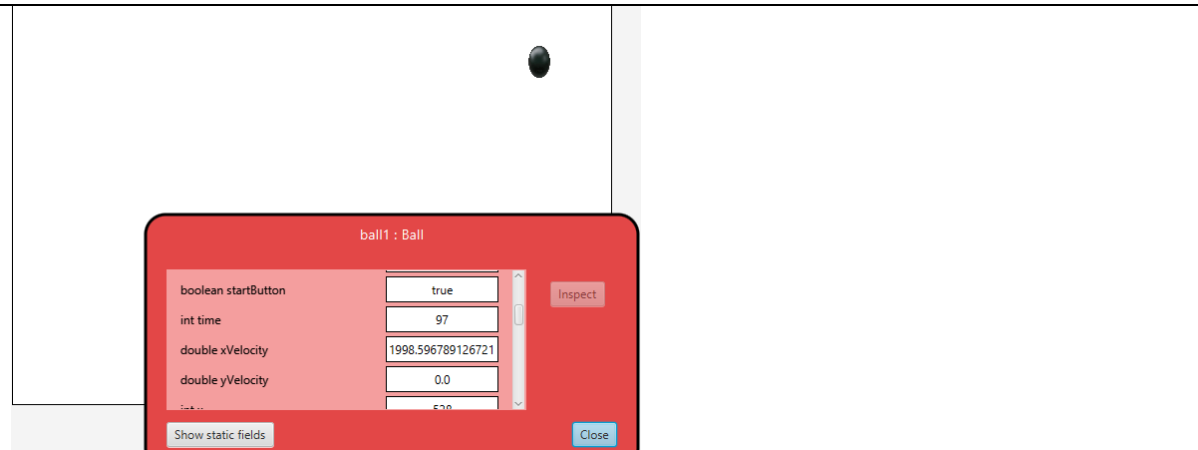 ball1 : Ball
boolean startButton true
Inspect
int time 97
double xVelocity 1998.596789126721
double yVelocity 0.0
Show static fields
Close